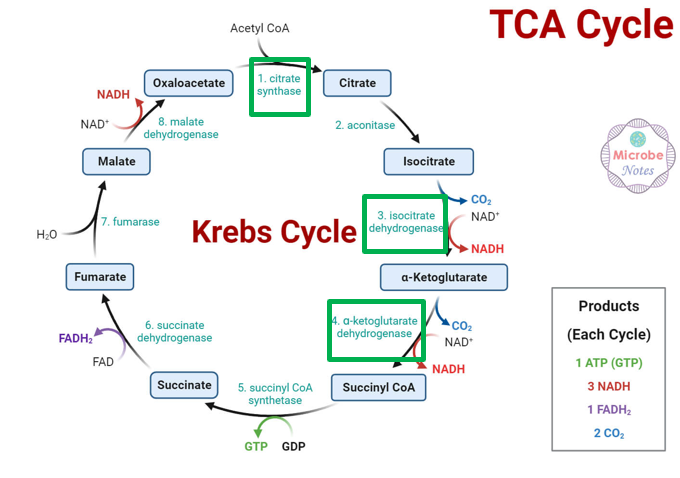 TCA Cycle
Acetyl CoA
Oxaloacetate
1. citrate
synthase
Citrate
NADH
NAD⁺
8. malate
dehydrogenase
2. aconitase
Malate
Isocitrate
Microbe
Notes
CO₂
3. isocitrate
dehydrogenase
NAD⁺
NADH
H₂O
7. fumarase
Krebs Cycle
Fumarate
α-Ketoglutarate
4. α-ketoglutarate
dehydrogenase
CO₂
NAD⁺
NADH
6. succinate
dehydrogenase
FADH₂
FAD
Succinate
Succinyl CoA
5. succinyl CoA
synthetase
GTP
GDP
Products
(Each Cycle)
1 ATP (GTP)
3 NADH
1 FADH₂
2 CO₂